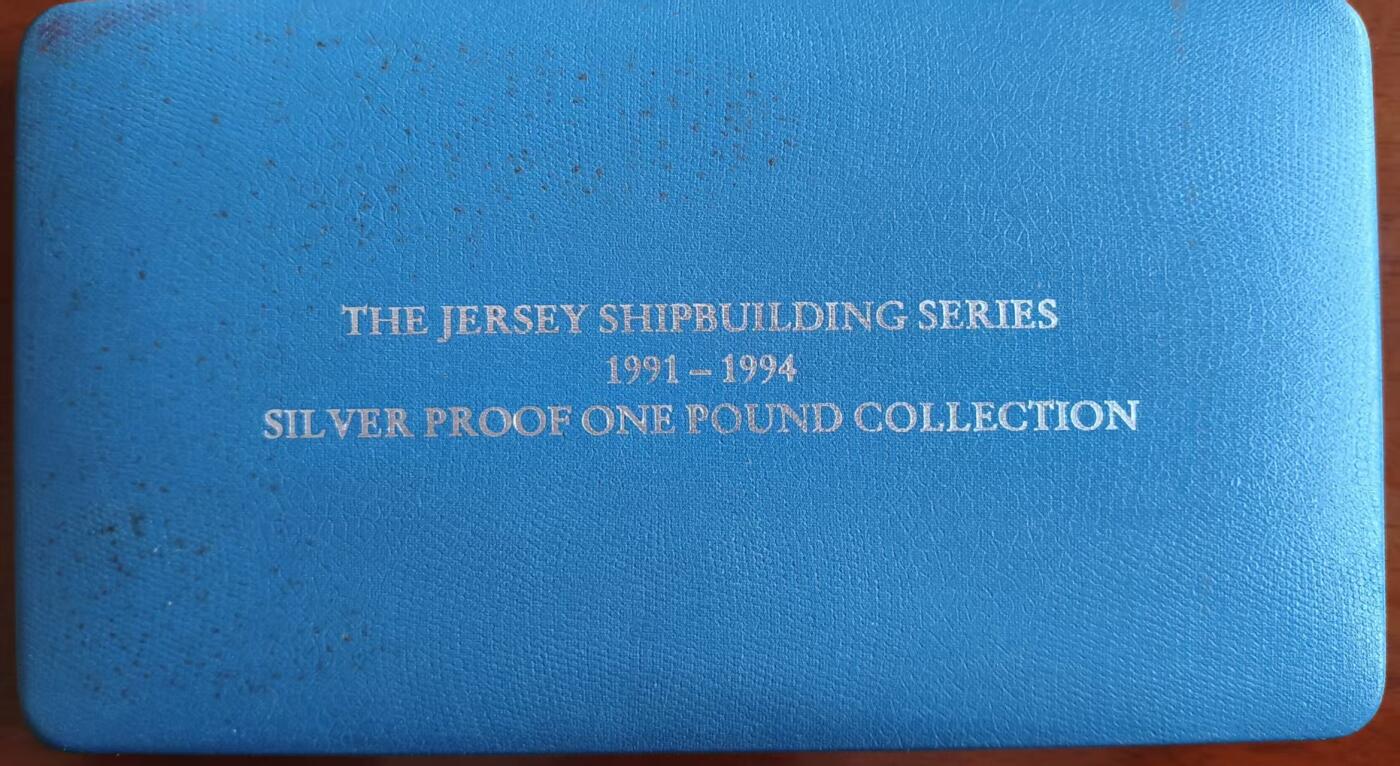 THE JERSEY SHIPBUILDING SERIES
1991 – 1994
SILVER PROOF ONE POUND COLLECTION